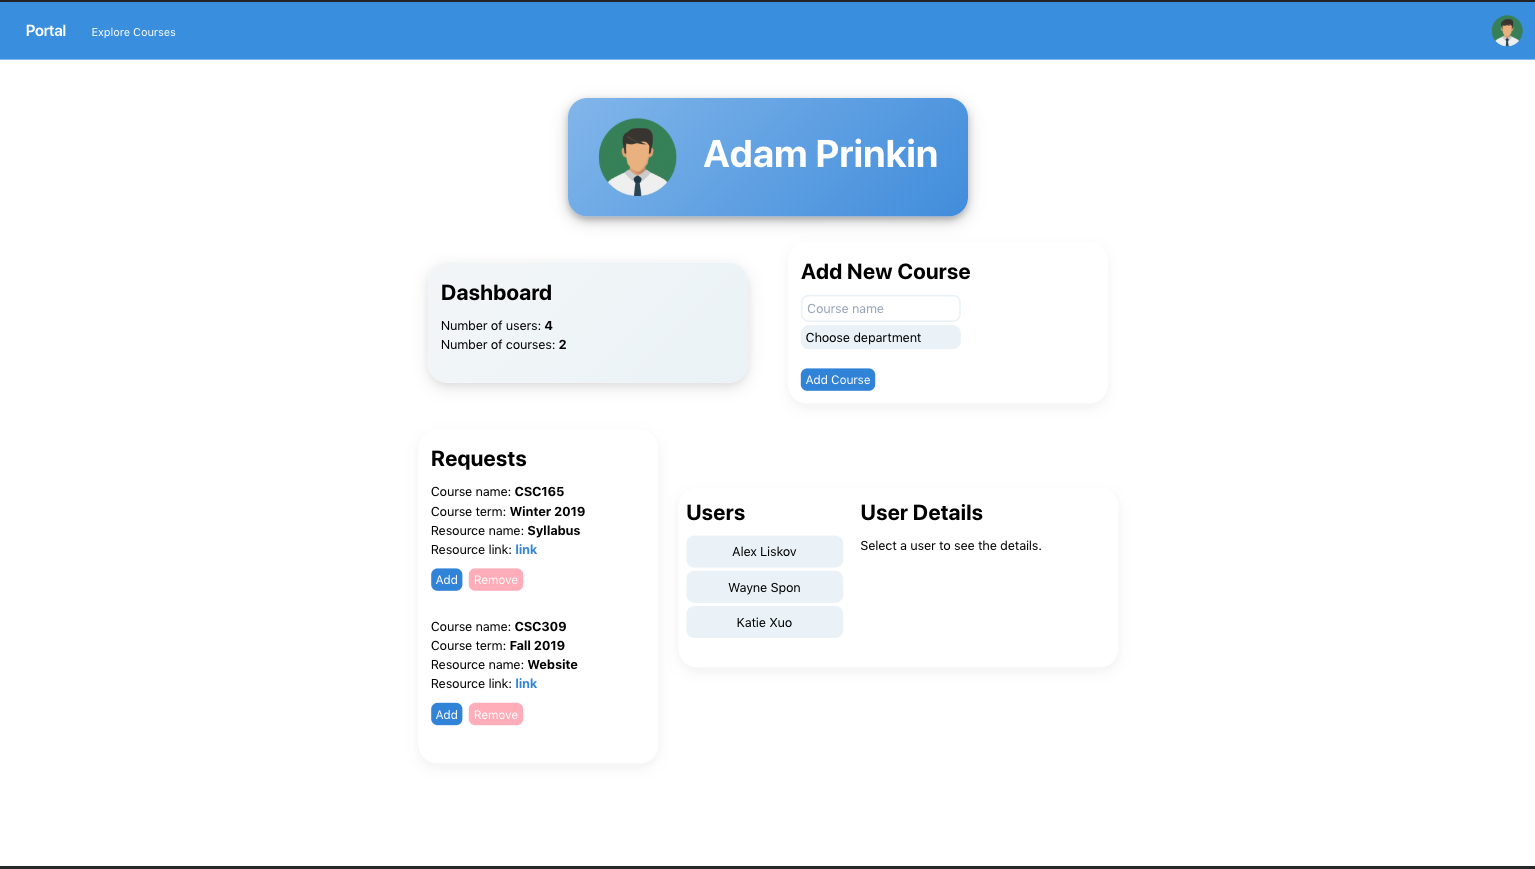 Portal
Explore Courses
Adam Prinkin
Dashboard
Number of users: 4
Number of courses: 2
Add New Course
Course name
Choose department
Add Course
Requests
Course name: CSC165
Course term: Winter 2019
Resource name: Syllabus
Resource link: link
Add Remove
Course name: CSC309
Course term: Fall 2019
Resource name: Website
Resource link: link
Add Remove
Users
Alex Liskov
Wayne Spon
Katie Xuo
User Details
Select a user to see the details.